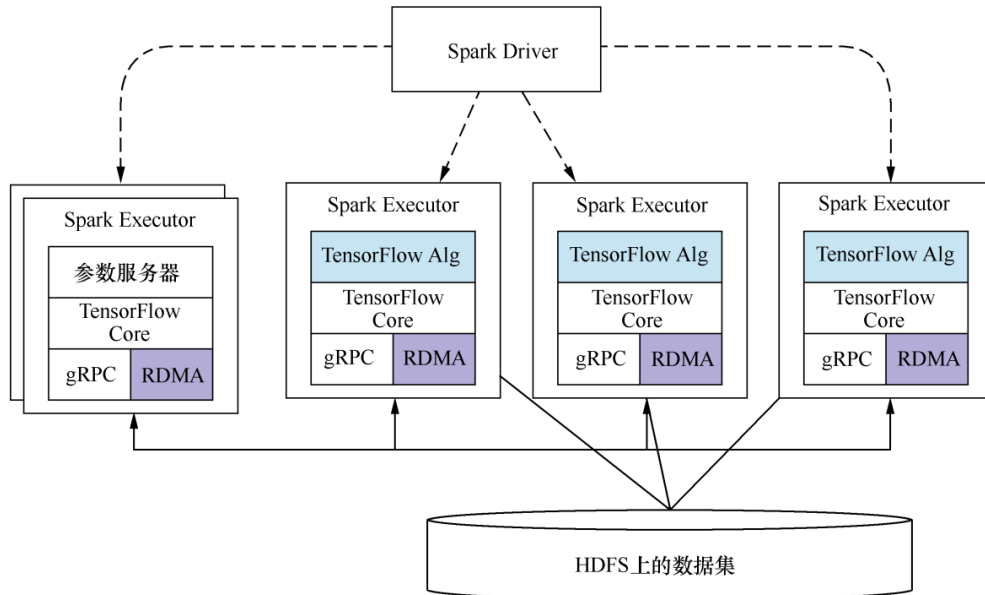 Spark Driver
Spark Executor
参数服务器
TensorFlow
Core
gRPC
RDMA
Spark Executor
TensorFlow Alg
TensorFlow
Core
gRPC
RDMA
Spark Executor
TensorFlow Alg
TensorFlow
Core
gRPC
RDMA
Spark Executor
TensorFlow Alg
TensorFlow
Core
gRPC
RDMA
HDFS上的数据集